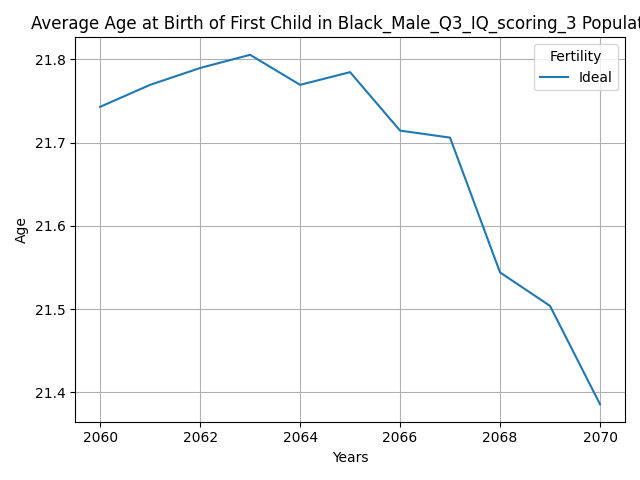 Average Age at Birth of First Child in Black_Male_Q3_IQ_scoring_3 Populat
Fertility
Ideal
21.8
21.7
21.6
21.5
21.4
Age
2060 2062 2064 2066 2068 2070
Years